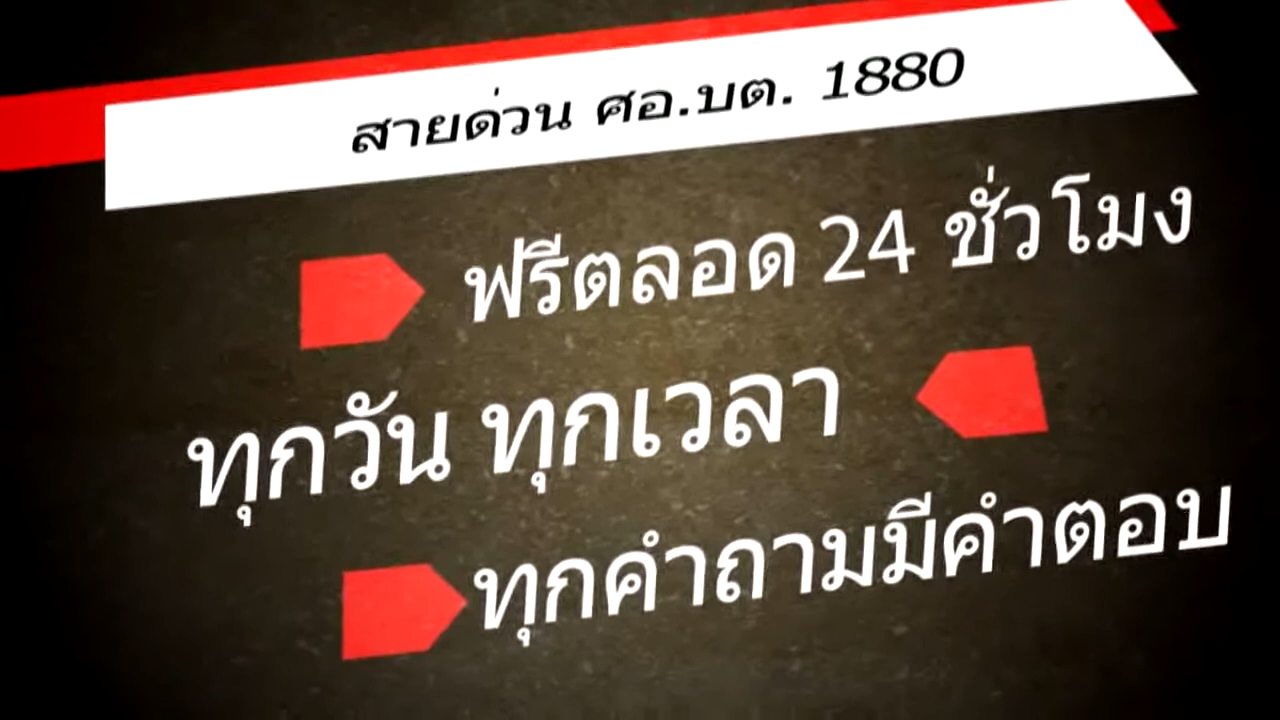 สายด่วน ศอ.บต. 1880
ฟรีตลอด 24 ชั่วโมง
ทุกวัน ทุกเวลา
ทุกคำถามมีคำตอบ